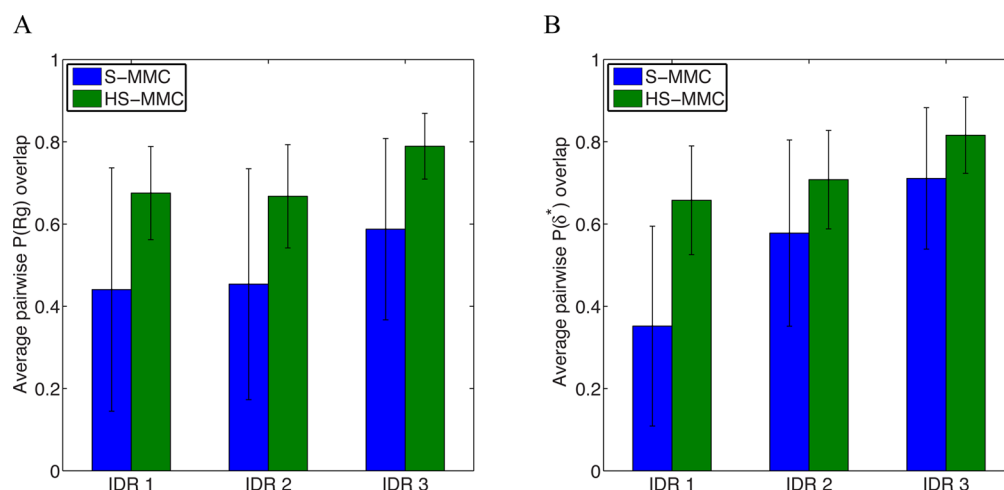 A
Average pairwise P(Rg) overlap
1
0.8
0.6
0.4
0.2
0
S-MMC
HS-MMC
IDR 1 IDR 2 IDR 3
B
Average pairwise P(δ*) overlap
1
0.8
0.6
0.4
0.2
0
S-MMC
HS-MMC
IDR 1 IDR 2 IDR 3